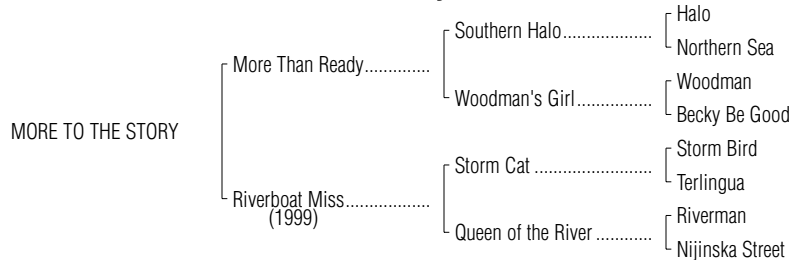 Halo
Southern Halo...................
Northern Sea
More Than Ready..............
Woodman
Woodman's Girl................
Becky Be Good
MORE TO THE STORY
Storm Bird
Storm Cat .........................
Terlingua
Riverboat Miss..................
(1999)
Riverman
Queen of the River ............
Nijinska Street